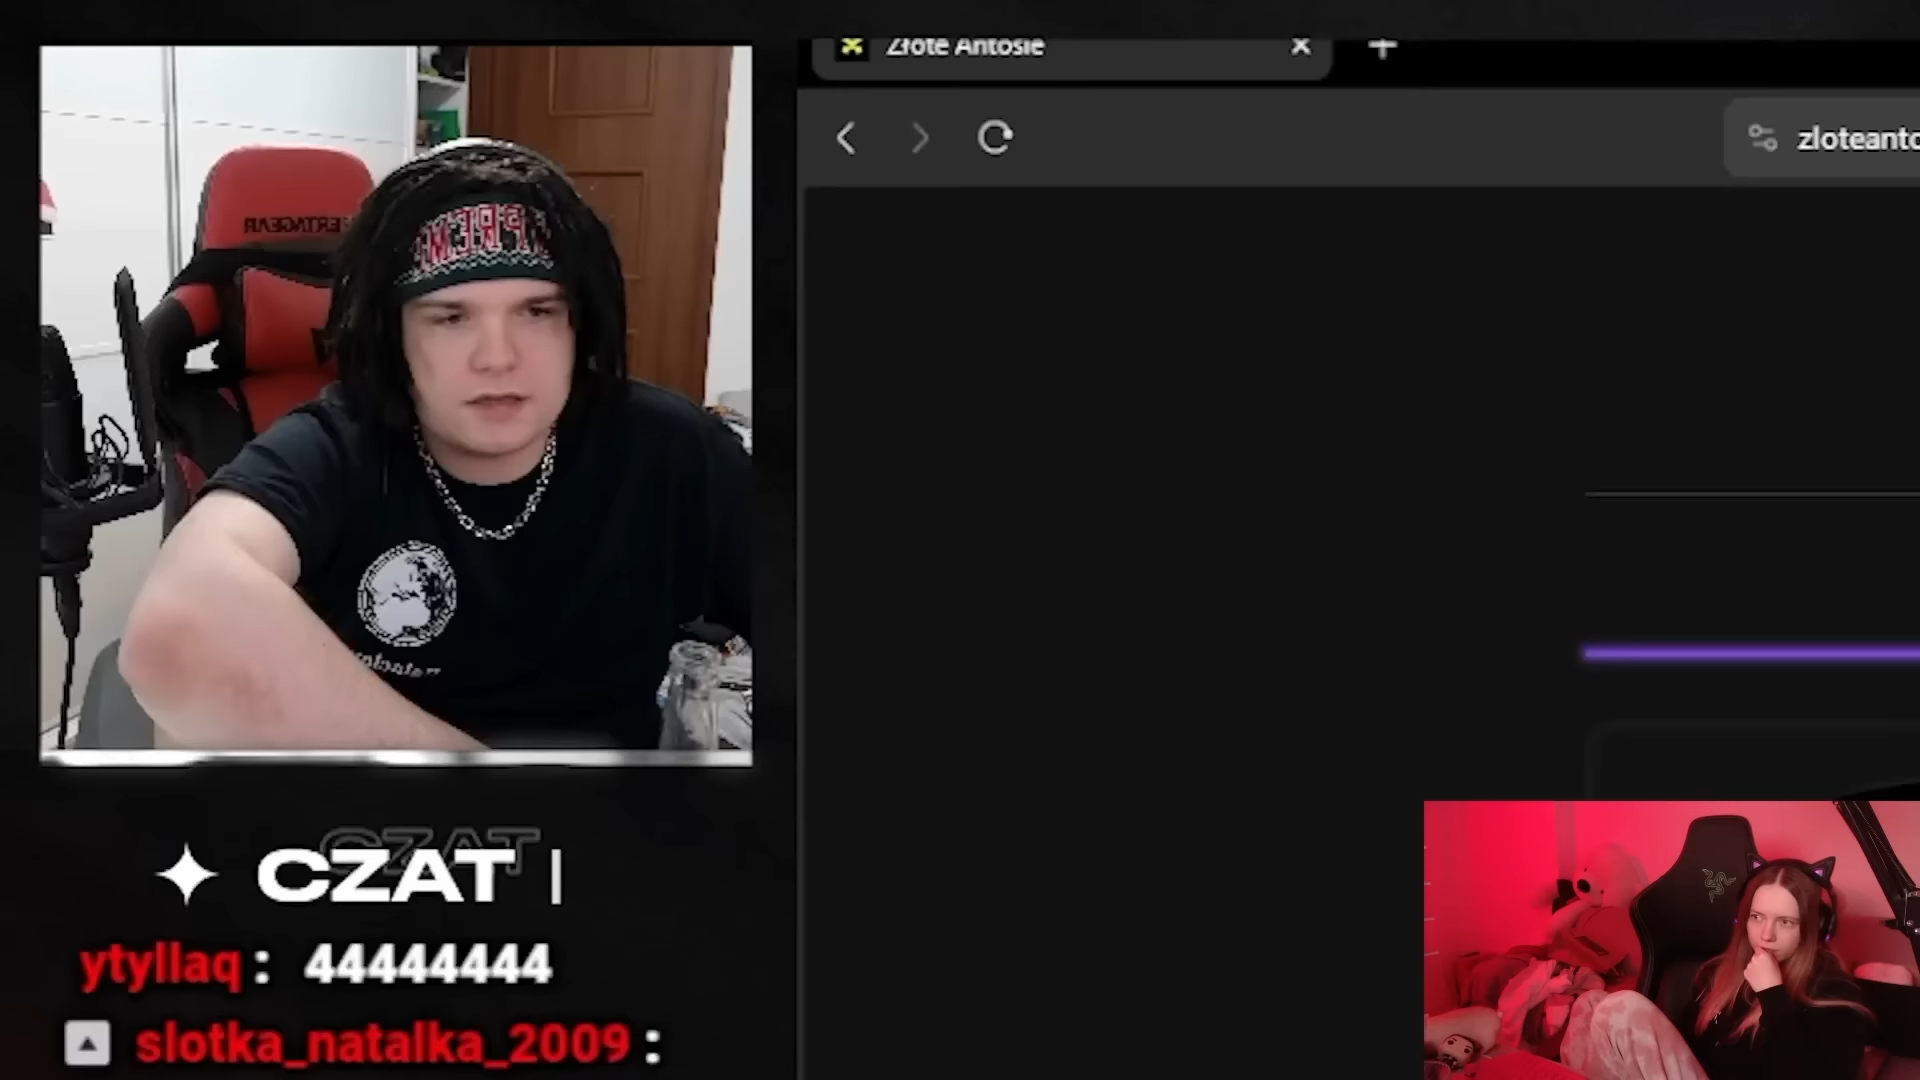 Złote Antosie
zloteanto
CZAT |
ytyllaq : 44444444
slotka_natalka_2009 :